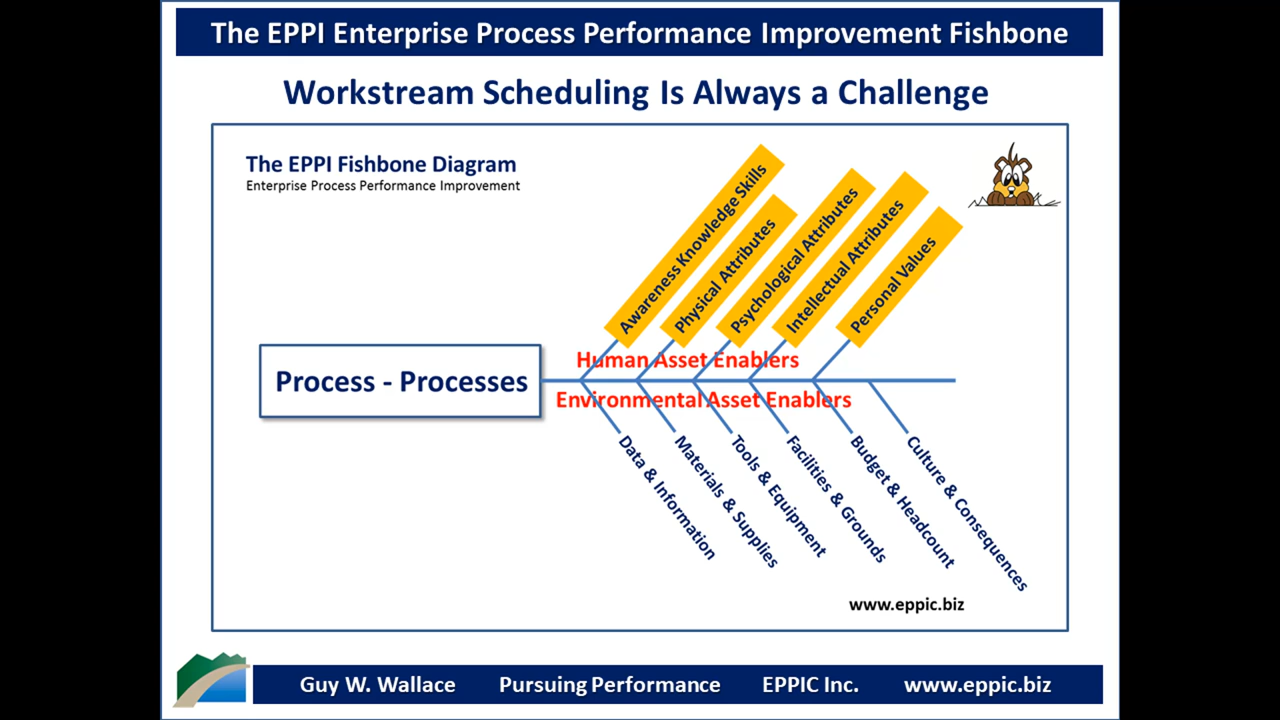 The EPPI Enterprise Process Performance Improvement Fishbone
Workstream Scheduling Is Always a Challenge
The EPPI Fishbone Diagram
Enterprise Process Performance Improvement
Awareness Knowledge Skills
Physical Attributes
Psychological Attributes
Intellectual Attributes
Personal Values
Human Asset Enablers
Process - Processes
Environmental Asset Enablers
Data & Information
Materials & Supplies
Tools & Equipment
Facilities & Grounds
Budget & Headcount
Culture & Consequences
www.eppic.biz
Guy W. Wallace Pursuing Performance EPPIC Inc. www.eppic.biz